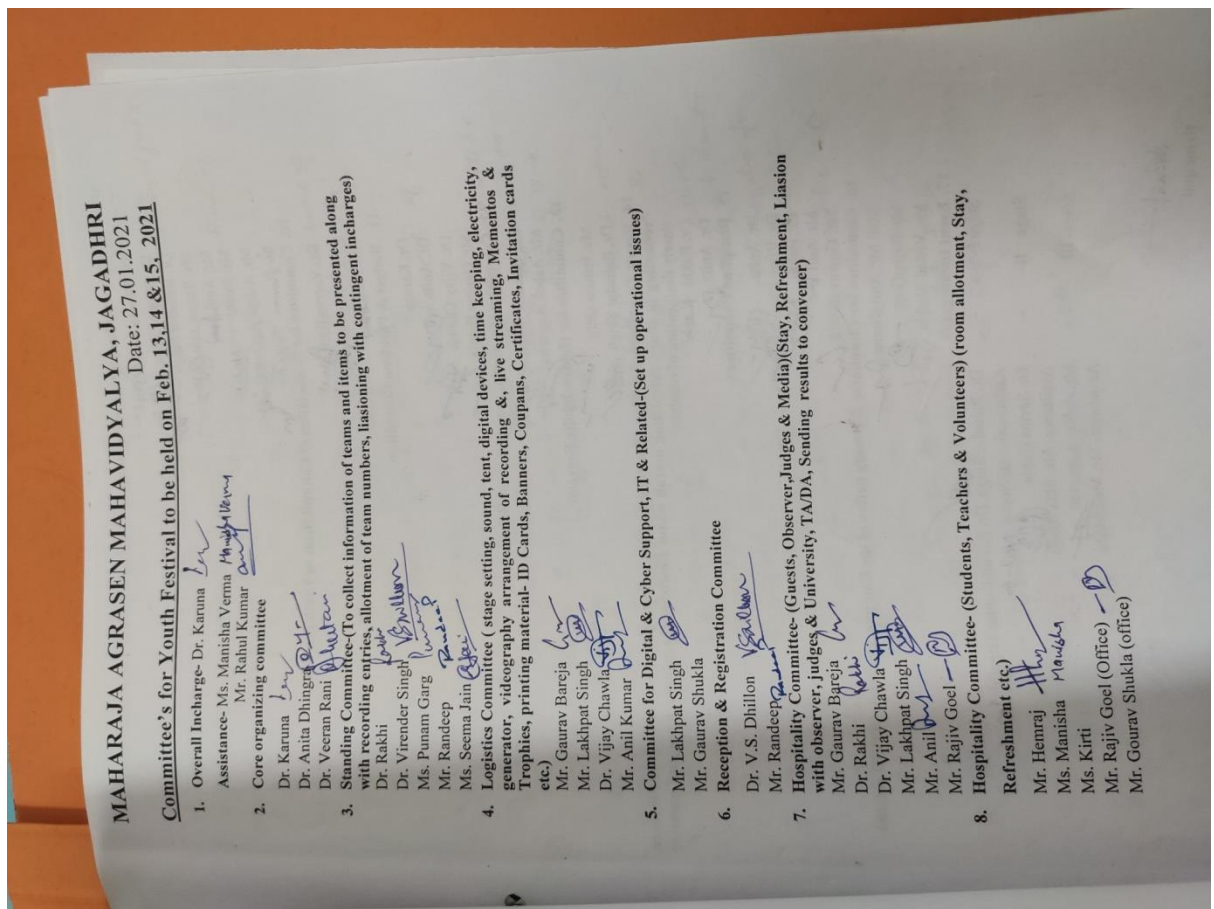 MAHARAJA AGRASEN MAHAVIDYALYA, JAGADHRI
Date: 27.01.2021
Committee's for Youth Festival to be held on Feb. 13,14 &15, 2021
1. Overall Incharge- Dr. Karuna
Assistance- Ms. Manisha Verma Manisha Verma
Mr. Rahul Kumar
2. Core organizing committee
Dr. Karuna
Dr. Anita Dhingra
Dr. Veeran Rani
3. Standing Committee-(To collect information of teams and items to be presented along
with recording entries, allotment of team numbers, liasioning with contingent incharges)
Dr. Rakhi Rakhi
Dr. Virender Singh VSDhillon
Ms. Punam Garg Punam
Mr. Randeep Randeep
Ms. Seema Jain
4. Logistics Committee ( stage setting, sound, tent, digital devices, time keeping, electricity,
generator, videography arrangement of recording &, live streaming, Mementos &
Trophies, printing material- ID Cards, Banners, Coupans, Certificates, Invitation cards
etc.)
Mr. Gaurav Bareja
Mr. Lakhpat Singh
Dr. Vijay Chawla
Mr. Anil Kumar
5. Committee for Digital & Cyber Support, IT & Related-(Set up operational issues)
Mr. Lakhpat Singh
Mr. Gaurav Shukla
6. Reception & Registration Committee
Dr. V.S. Dhillon VSDhillon
Mr. Randeep Randeep
7. Hospitality Committee- (Guests, Observer,Judges & Media)(Stay, Refreshment, Liasion
with observer, judges & University, TA/DA, Sending results to convener)
Mr. Gaurav Bareja
Dr. Rakhi Rakhi
Dr. Vijay Chawla
Mr. Lakhpat Singh
Mr. Anil
Mr. Rajiv Goel
8. Hospitality Committee- (Students, Teachers & Volunteers) (room allotment, Stay,
Refreshment etc,)
Mr. Hemraj
Ms. Manisha Manisha
Ms. Kirti
Mr. Rajiv Goel (Office)
Mr. Gourav Shukla (office)